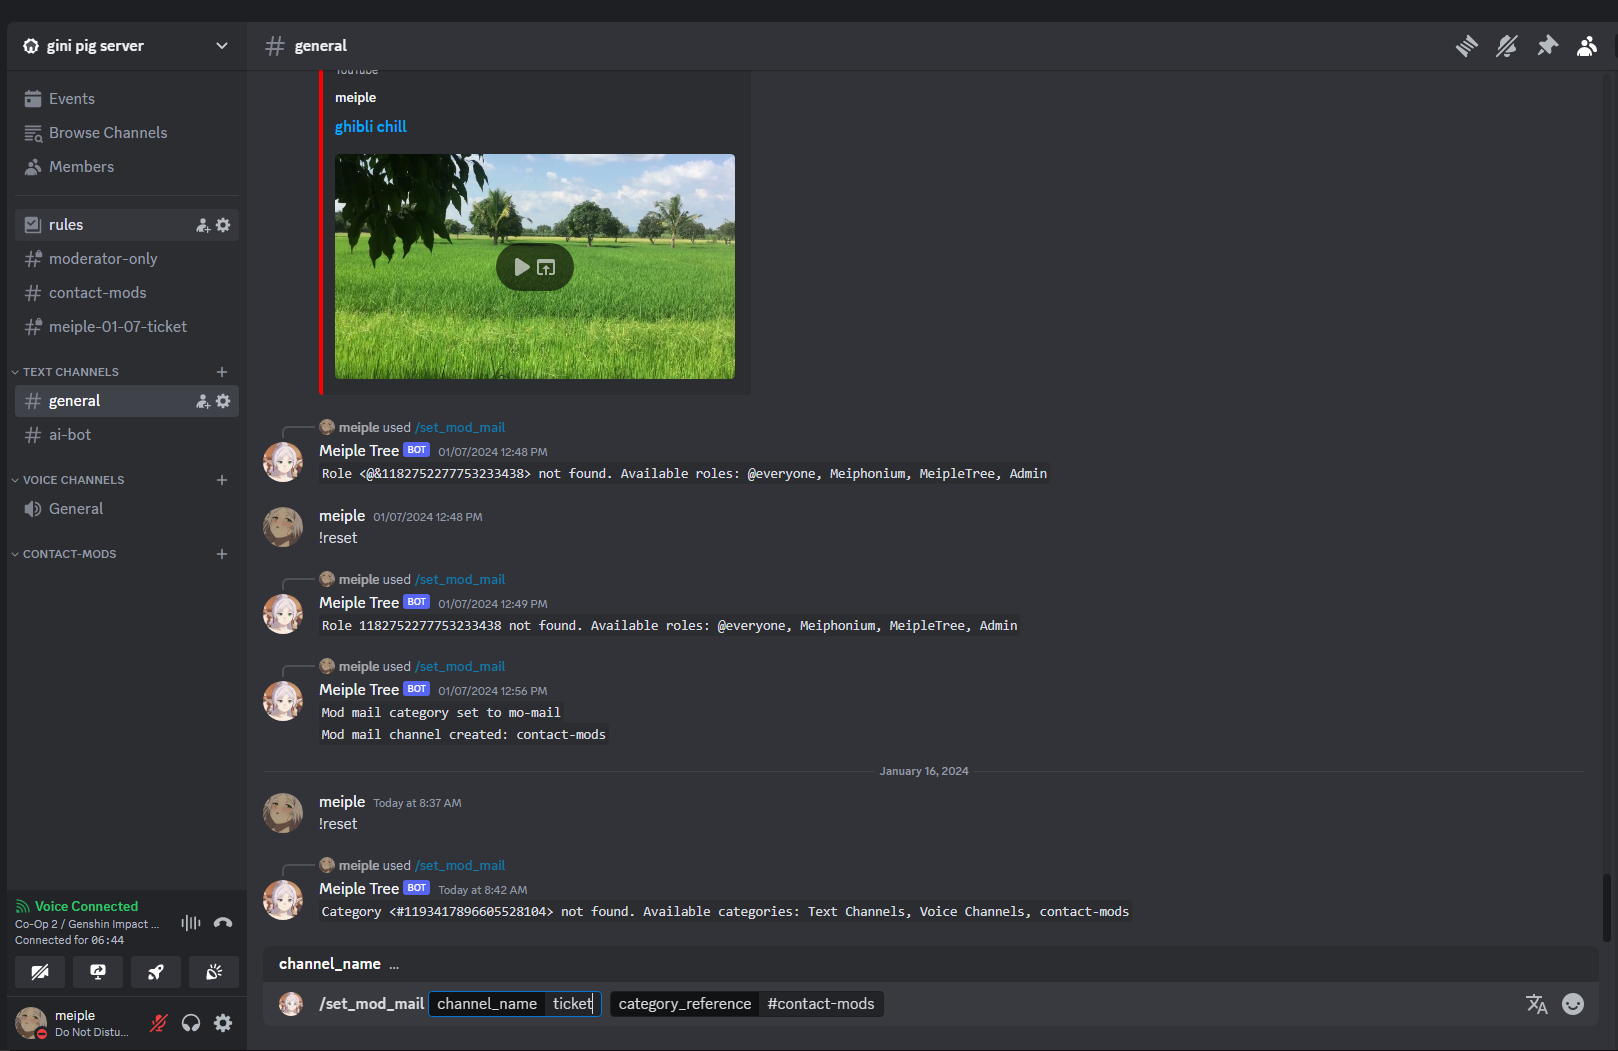 gini pig server
general
Events
Browse Channels
Members
rules
moderator-only
contact-mods
meiple-01-07-ticket
TEXT CHANNELS
general
ai-bot
VOICE CHANNELS
General
CONTACT-MODS
Voice Connected
Co-Op 2 / Genshin Impact ...
Connected for 06:44
meiple
Do Not Distu...
YouTube
meiple
ghibli chill
meiple used /set_mod_mail
Meiple Tree BOT 01/07/2024 12:48 PM
Role <@&1182752277753233438> not found. Available roles: @everyone, Meiphonium, MeipleTree, Admin
meiple 01/07/2024 12:48 PM
!reset
meiple used /set_mod_mail
Meiple Tree BOT 01/07/2024 12:49 PM
Role 1182752277753233438 not found. Available roles: @everyone, Meiphonium, MeipleTree, Admin
meiple used /set_mod_mail
Meiple Tree BOT 01/07/2024 12:56 PM
Mod mail category set to mo-mail
Mod mail channel created: contact-mods
January 16, 2024
meiple Today at 8:37 AM
!reset
meiple used /set_mod_mail
Meiple Tree BOT Today at 8:42 AM
Category <#1193417896605528104> not found. Available categories: Text Channels, Voice Channels, contact-mods
channel_name ...
/set_mod_mail channel_name ticket category_reference #contact-mods